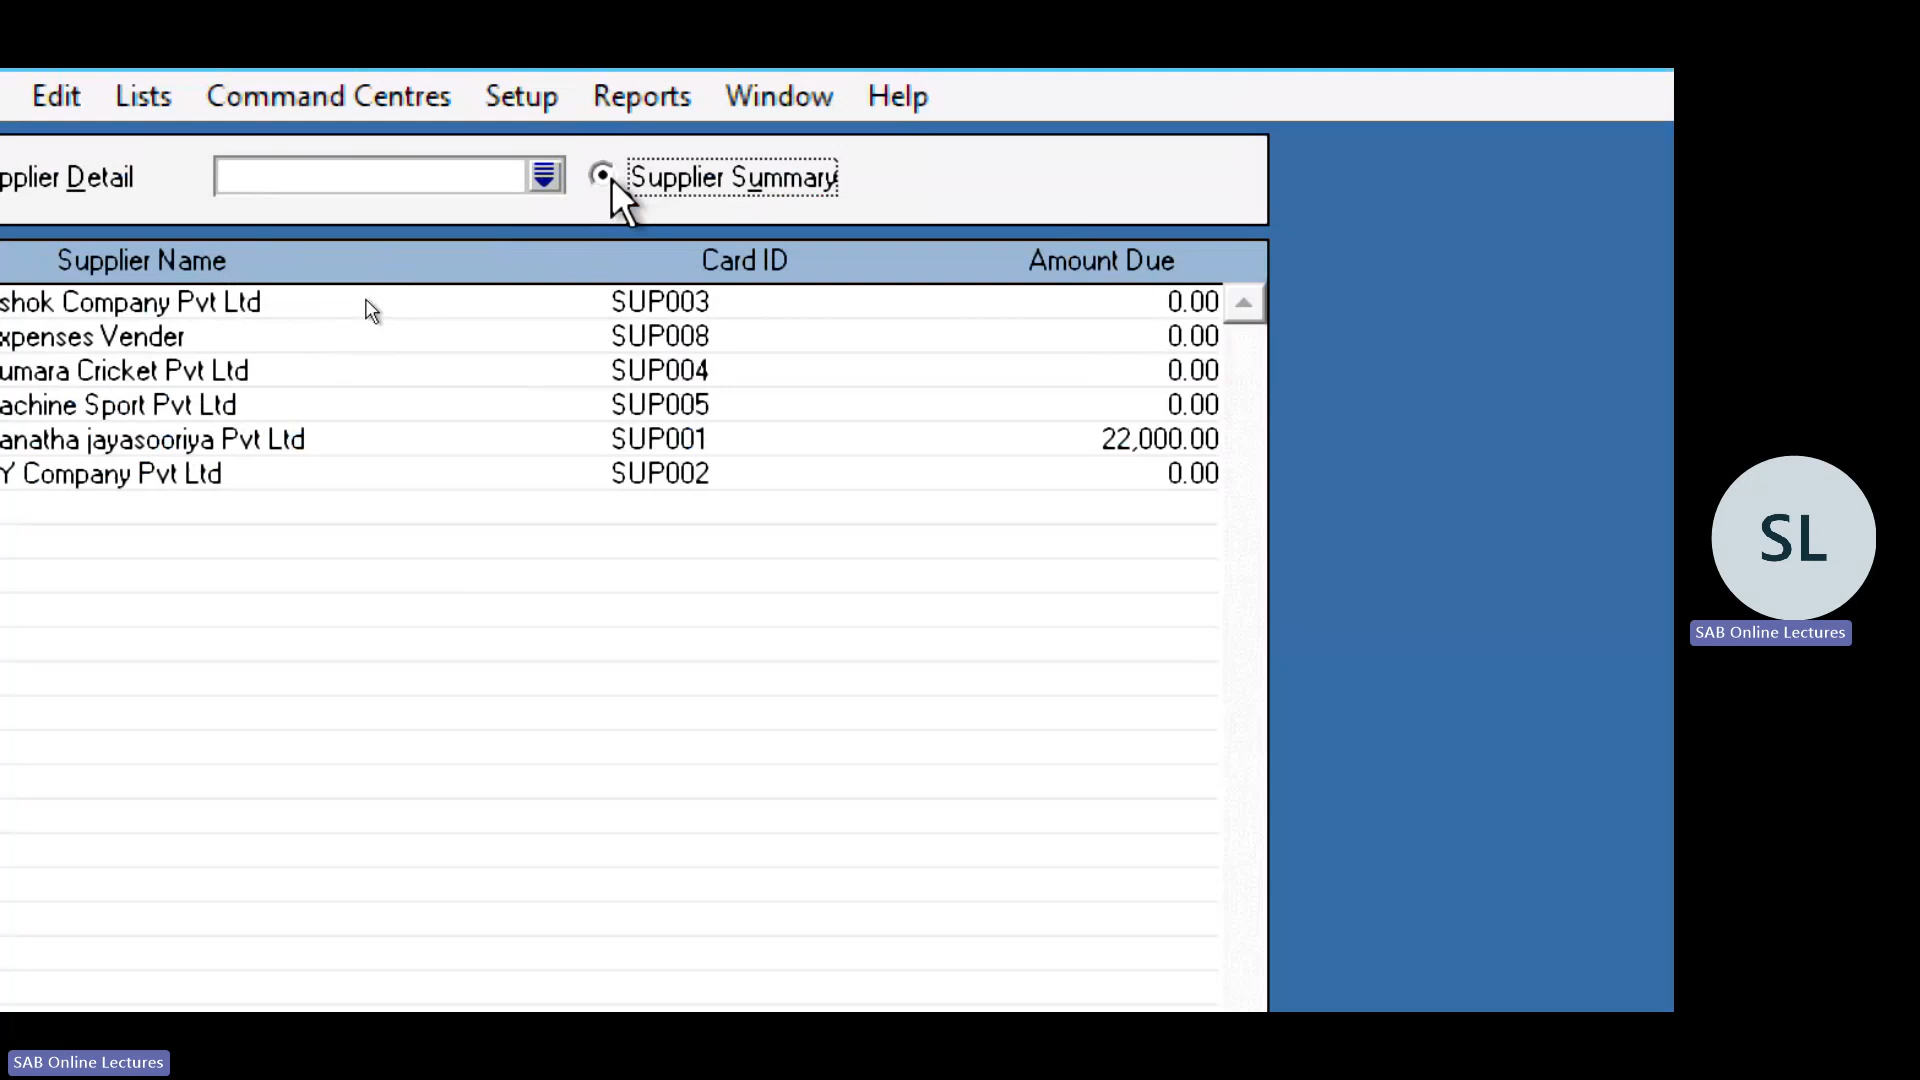 Edit Lists Command Centres Setup Reports Window Help
pplier Detail Supplier Summary
Supplier Name Card ID Amount Due
shok Company Pvt Ltd SUP003 0.00
xpenses Vender SUP008 0.00
umara Cricket Pvt Ltd SUP004 0.00
achine Sport Pvt Ltd SUP005 0.00
anatha jayasooriya Pvt Ltd SUP001 22,000.00
Y Company Pvt Ltd SUP002 0.00
SL
SAB Online Lectures
SAB Online Lectures